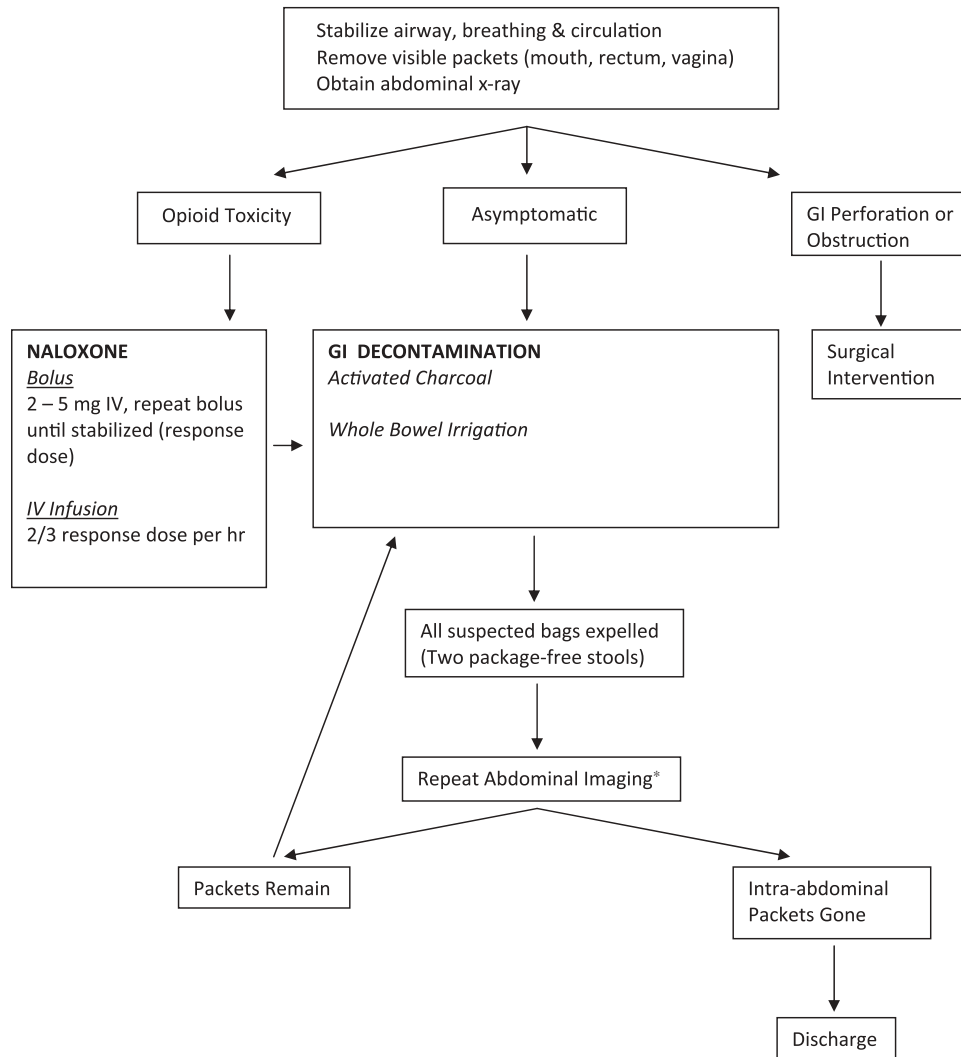 Stabilize airway, breathing & circulation
Remove visible packets (mouth, rectum, vagina)
Obtain abdominal x-ray
Opioid Toxicity
Asymptomatic
GI Perforation or
Obstruction
NALOXONE
Bolus
2 – 5 mg IV, repeat bolus
until stabilized (response
dose)
IV Infusion
2/3 response dose per hr
GI DECONTAMINATION
Activated Charcoal
Whole Bowel Irrigation
Surgical
Intervention
All suspected bags expelled
(Two package-free stools)
Repeat Abdominal Imaging*
Packets Remain
Intra-abdominal
Packets Gone
Discharge